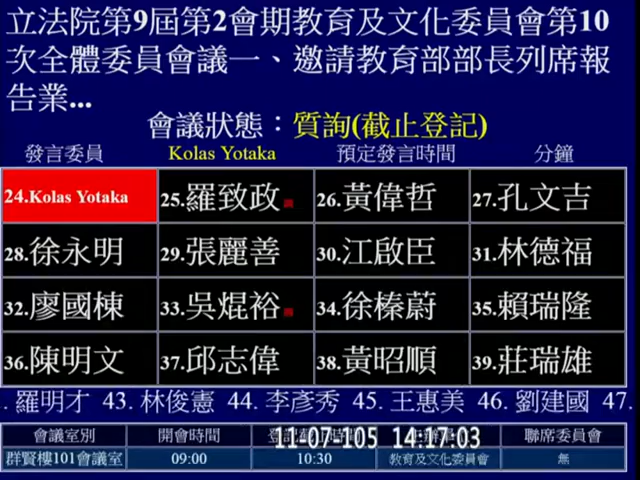 立法院第9屆第2會期教育及文化委員會第10
次全體委員會議一、邀請教育部部長列席報
告業...
會議狀態：質詢(截止登記)
發言委員 Kolas Yotaka 預定發言時間 分鐘
24.Kolas Yotaka 25.羅致政 26.黃偉哲 27.孔文吉
28.徐永明 29.張麗善 30.江啟臣 31.林德福
32.廖國棟 33.吳焜裕 34.徐榛蔚 35.賴瑞隆
36.陳明文 37.邱志偉 38.黃昭順 39.莊瑞雄
. 羅明才 43. 林俊憲 44. 李彥秀 45. 王惠美 46. 劉建國 47.
會議室別 開會時間 11-07-105 14:17:03 聯席委員會
群賢樓101會議室 09:00 10:30 教育及文化委員會 無